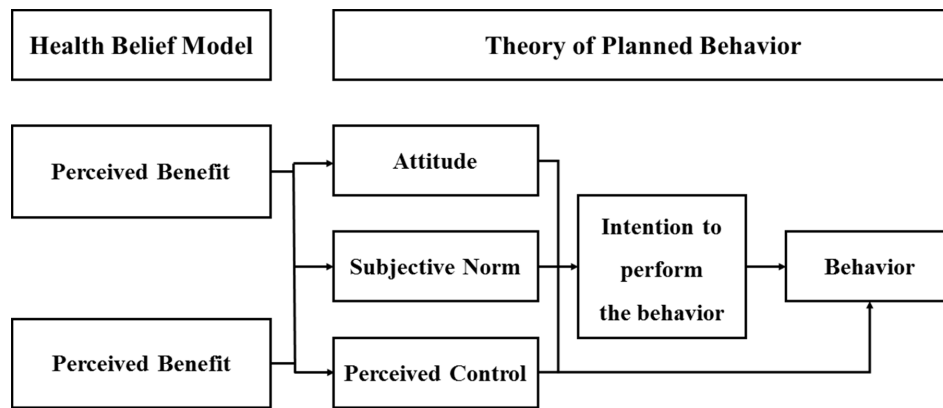 Health Belief Model
Theory of Planned Behavior
Perceived Benefit
Attitude
Subjective Norm
Intention to
perform
the behavior
Behavior
Perceived Benefit
Perceived Control